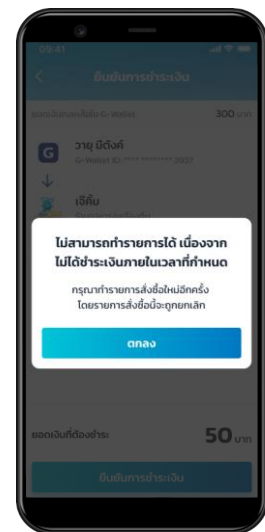 09:41
ยืนยันการชำระเงิน
300 บาท
G
วายุ มีตังค์
G-Wallet ID
เจ๊คิ้ม
ไม่สามารถทำรายการได้ เนื่องจาก
ไม่ได้ชำระเงินภายในเวลาที่กำหนด
กรุณาทำรายการสั่งซื้อใหม่อีกครั้ง
โดยรายการสั่งซื้อนี้จะถูกยกเลิก
ตกลง
ยอดเงินที่ต้องชำระ
50 บาท
ยืนยันการชำระเงิน